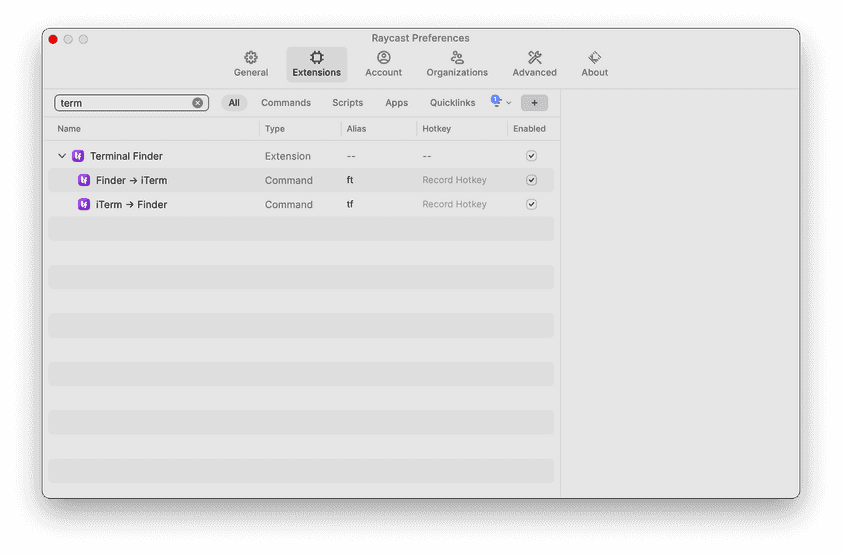 Raycast Preferences
General Extensions Account Organizations Advanced About
term All Commands Scripts Apps Quicklinks 1 +
Name Type Alias Hotkey Enabled
Terminal Finder Extension -- --
Finder → iTerm Command ft Record Hotkey
iTerm → Finder Command tf Record Hotkey